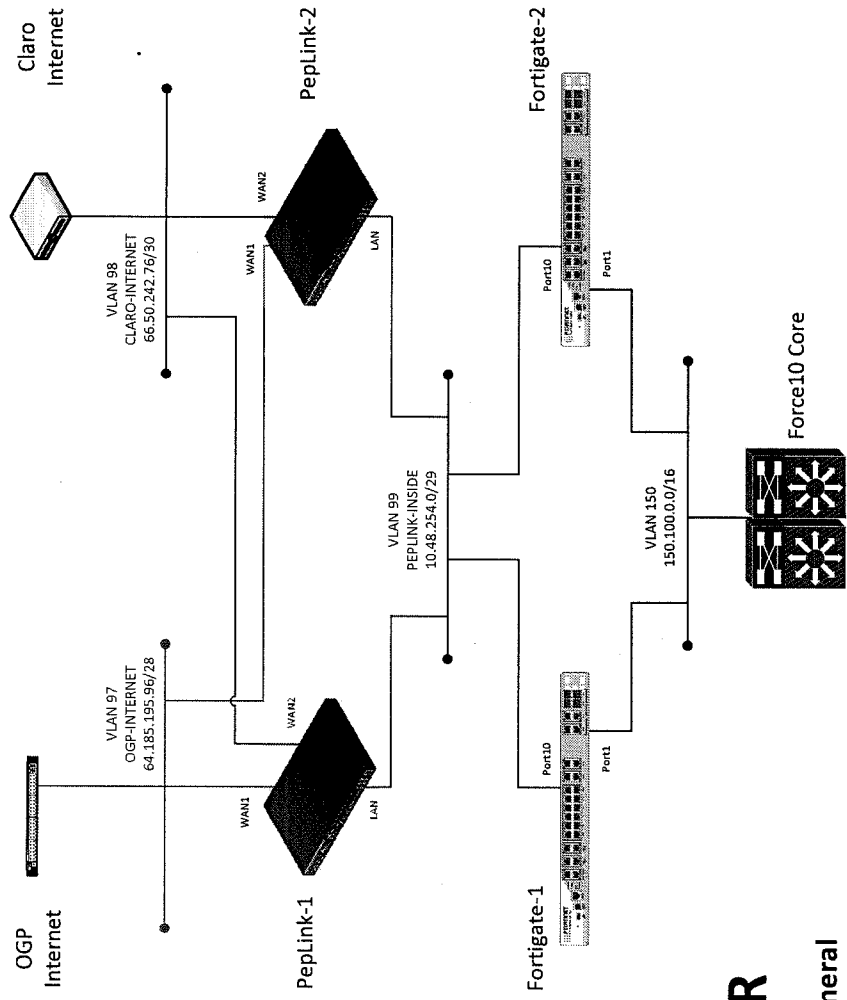 OGP
Internet
Claro
Internet
VLAN 97
OGP-INTERNET
64.185.195.96/28
VLAN 98
CLARO-INTERNET
66.50.242.76/30
WAN1
WAN2
WAN1
WAN2
PepLink-1
PepLink-2
LAN
LAN
VLAN 99
PEPLINK-INSIDE
10.48.254.0/29
Port10
Port10
Fortigate-1
Fortigate-2
Port1
Port1
VLAN 150
150.100.0.0/16
Force10 Core
R
neral